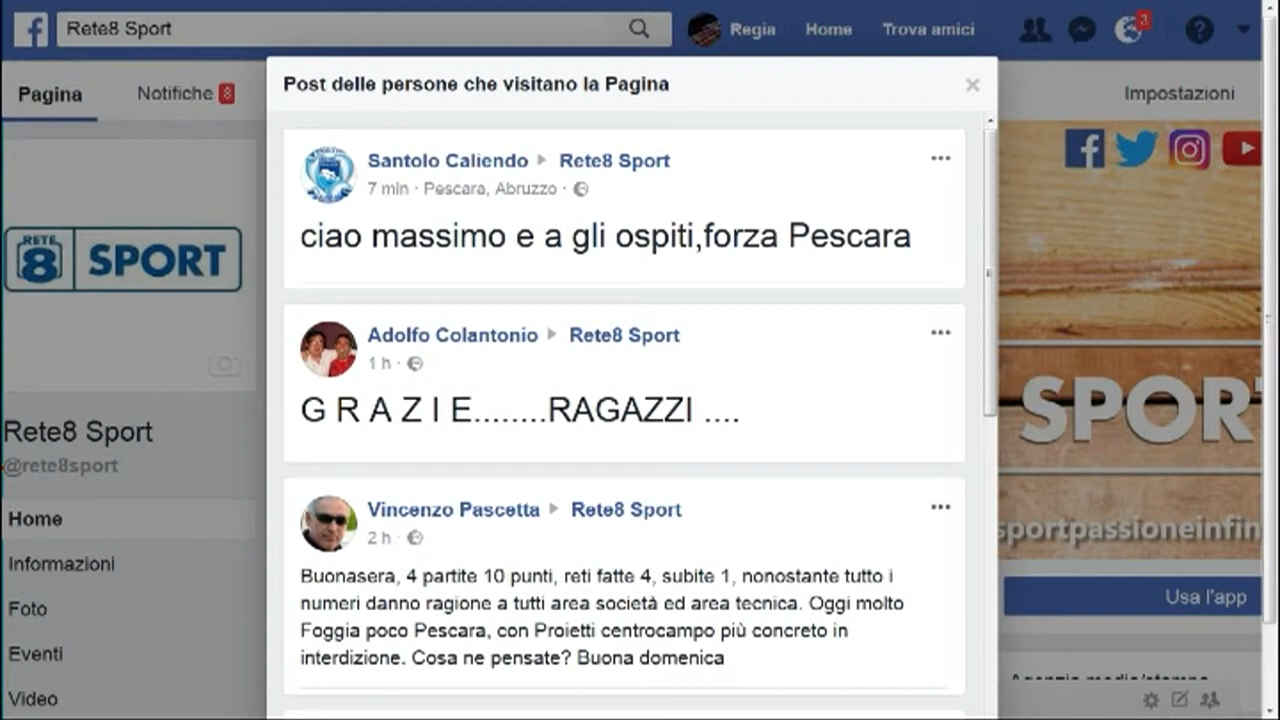 Rete8 Sport
Regia
Home
Trova amici
3
?
Pagina
Notifiche 8
Impostazioni
Post delle persone che visitano la Pagina
Santolo Caliendo Rete8 Sport
7 min · Pescara, Abruzzo ·
ciao massimo e a gli ospiti,forza Pescara
Adolfo Colantonio Rete8 Sport
1 h ·
G R A Z I E........RAGAZZI ....
Vincenzo Pascetta Rete8 Sport
2 h ·
Buonasera, 4 partite 10 punti, reti fatte 4, subite 1, nonostante tutto i
numeri danno ragione a tutti area società ed area tecnica. Oggi molto
Foggia poco Pescara, con Proietti centrocampo più concreto in
interdizione. Cosa ne pensate? Buona domenica
RETE 8 SPORT
Rete8 Sport
@rete8sport
Home
Informazioni
Foto
Eventi
Video
SPORT
sportpassioneinfin
Usa l'app